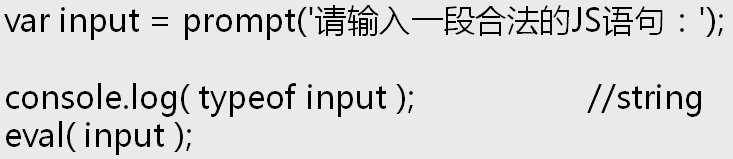 var input = prompt('请输入一段合法的JS语句：');
console.log( typeof input ); //string
eval( input );